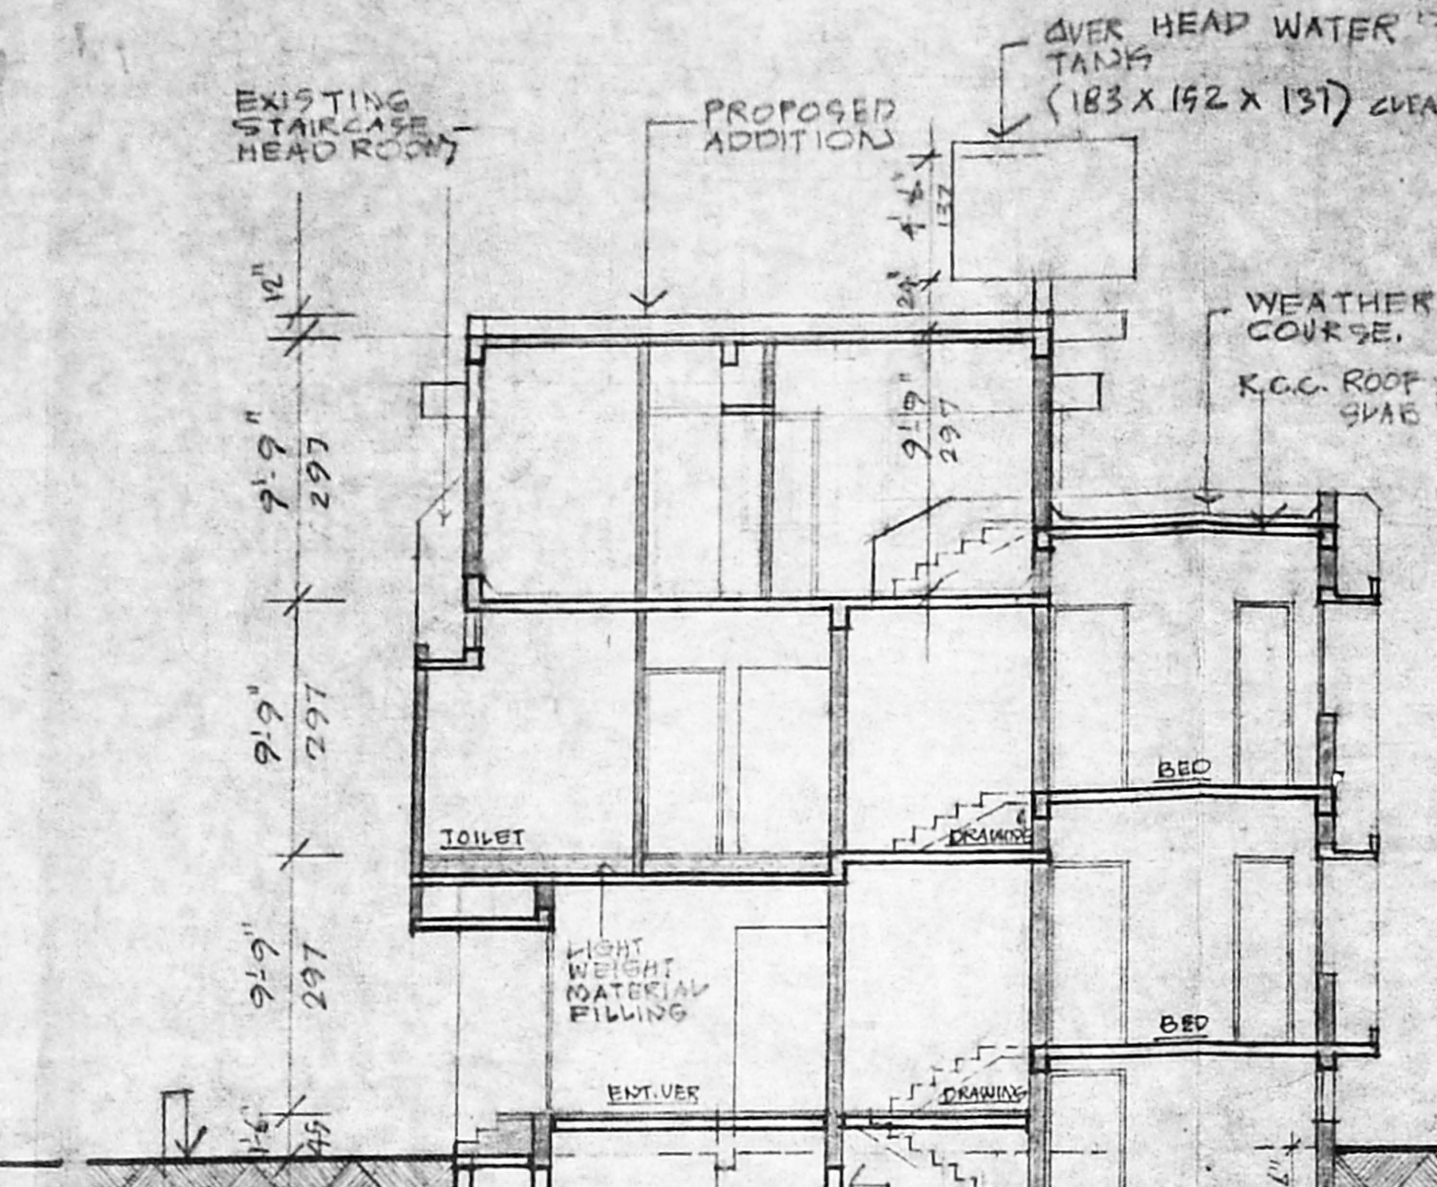 OVER HEAD WATER
TANK
(183 X 152 X 137)
EXISTING
STAIRCASE
HEAD ROOM
PROPOSED
ADDITION
4'-6"
137
24"
12"
WEATHER
COURSE.
R.C.C. ROOF
SLAB
9'-9"
297
9'-9"
297
9'-9"
297
BED
TOILET
DRAWING
9'-9"
297
LIGHT
WEIGHT
MATERIAL
FILLING
BED
ENT.VER
DRAWING
1'-6"
45